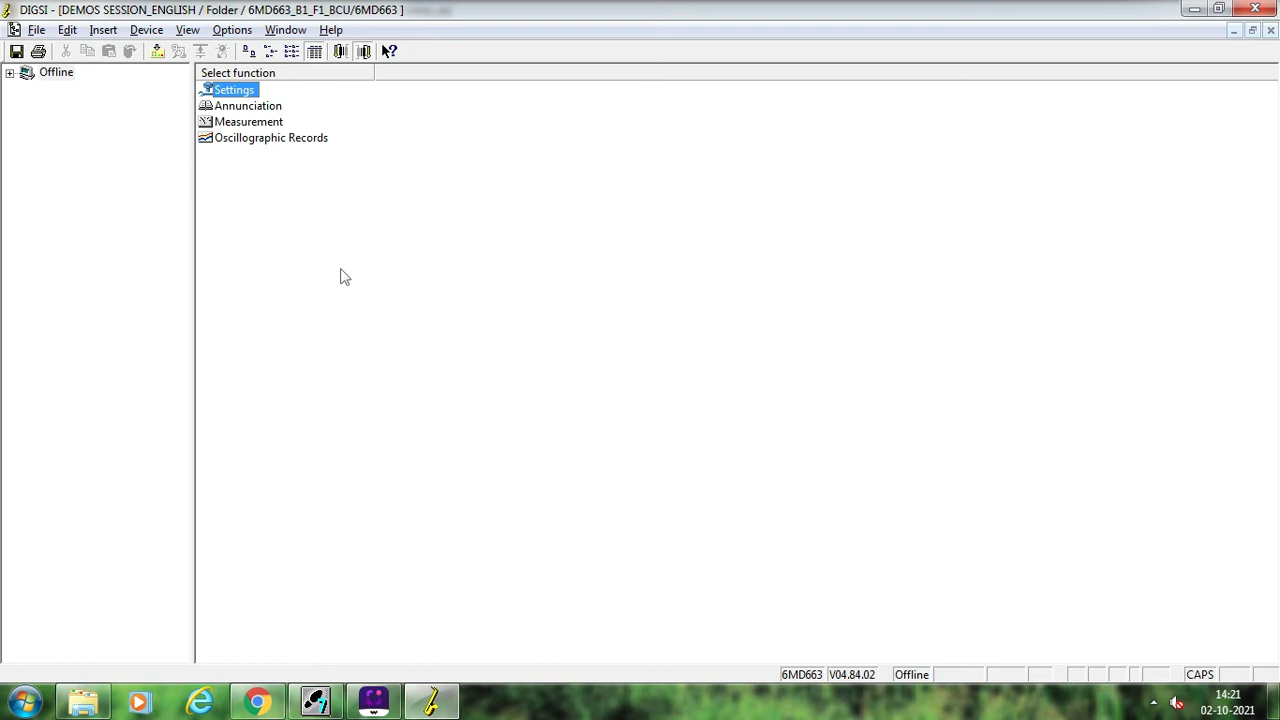 DIGSI - [DEMOS SESSION_ENGLISH / Folder / 6MD663_B1_F1_BCU/6MD663 ]
File Edit Insert Device View Options Window Help
Offline
Select function
Settings
Annunciation
Measurement
Oscillographic Records
6MD663 V04.84.02 Offline CAPS
14:21
02-10-2021